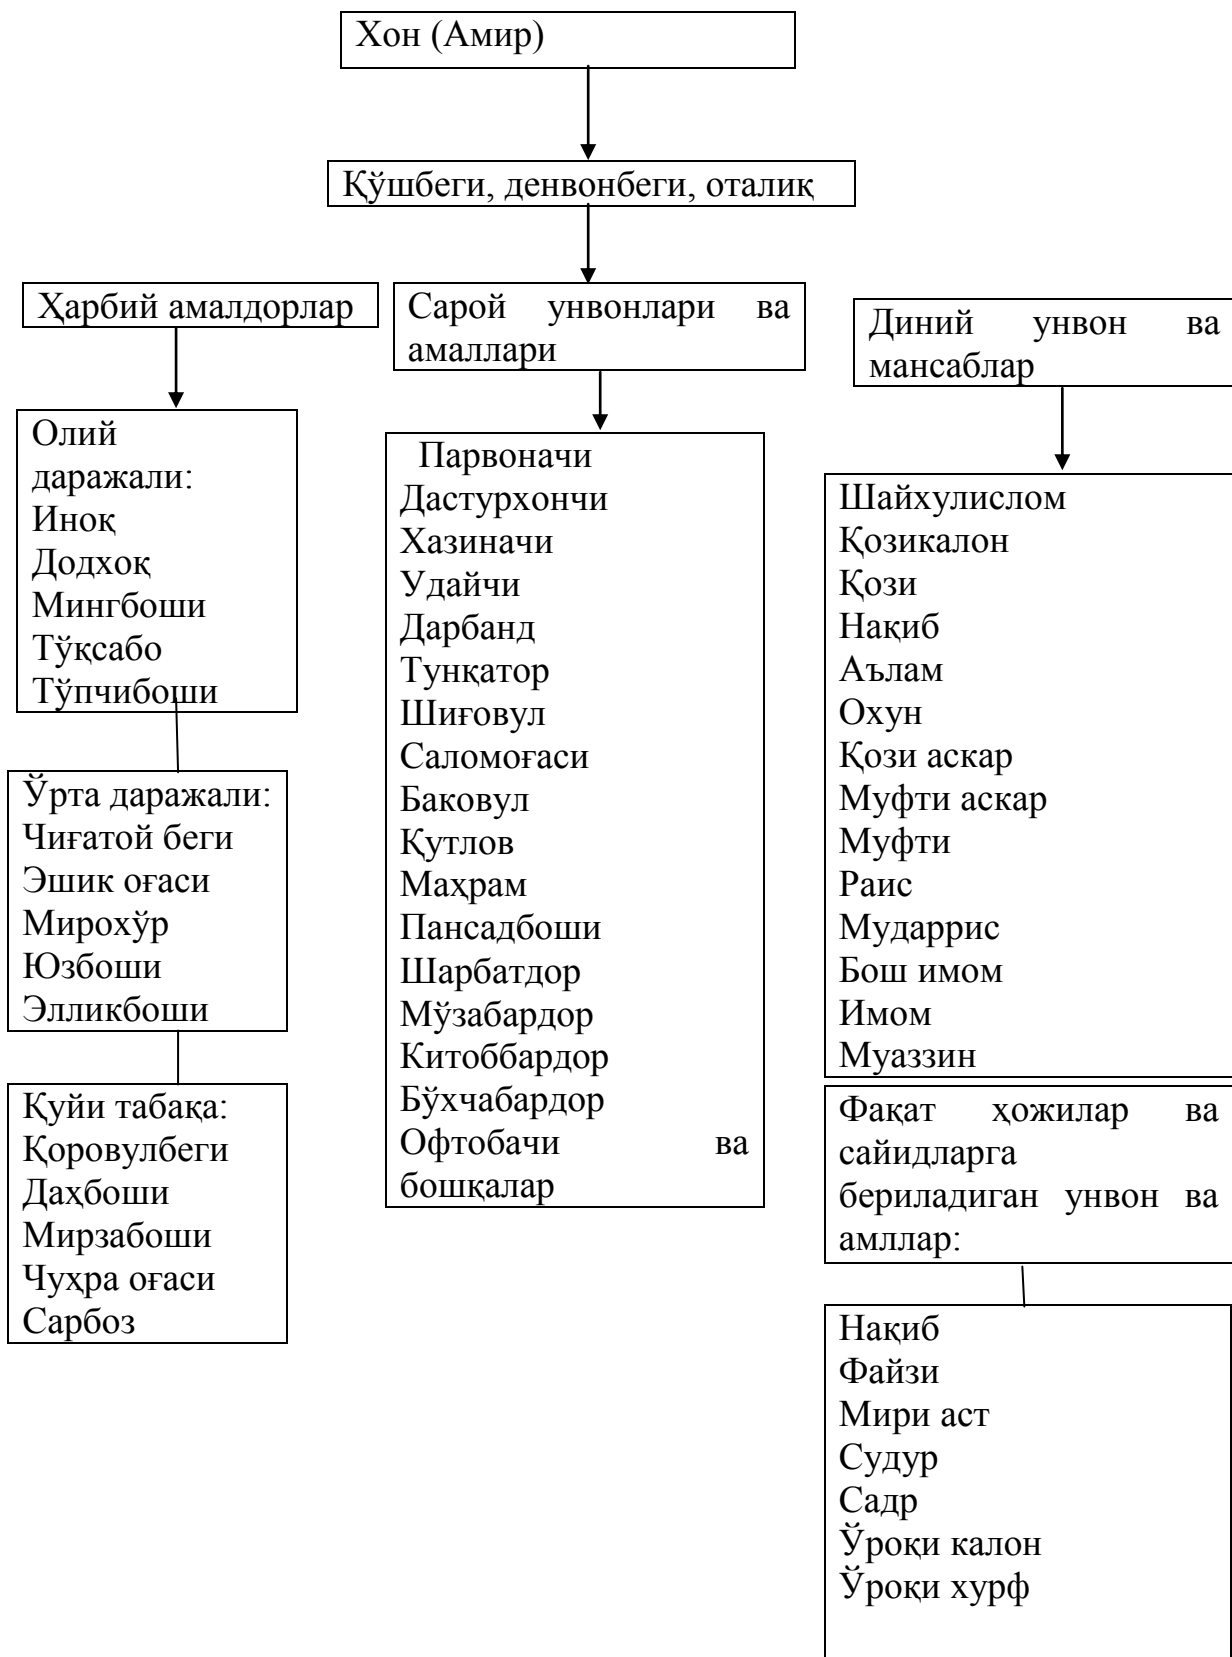 Хон (Амир)
Қўшбеги, денвонбеги, оталиқ
Ҳарбий амалдорлар
Олий
даражали:
Иноқ
Додхоқ
Мингбоши
Тўқсабо
Тўпчибоши
Ўрта даражали:
Чиғатой беги
Эшик оғаси
Мирохўр
Юзбоши
Элликбоши
Қуйи табақа:
Қоровулбеги
Даҳбоши
Мирзабоши
Чуҳра оғаси
Сарбоз
Сарой унвонлари ва
амаллари
Парвоначи
Дастурхончи
Хазиначи
Удайчи
Дарбанд
Тунқатор
Шиғовул
Саломоғаси
Баковул
Қутлов
Маҳрам
Пансадбоши
Шарбатдор
Мўзабардор
Китоббардор
Бўхчабардор
Офтобачи ва
бошқалар
Диний унвон ва
мансаблар
Шайхулислом
Қозикалон
Қози
Нақиб
Аълам
Охун
Қози аскар
Муфти аскар
Муфти
Раис
Мударрис
Бош имом
Имом
Муаззин
Фақат ҳожилар ва
сайидларга
бериладиган унвон ва
амллар:
Нақиб
Файзи
Мири аст
Судур
Садр
Ўроқи калон
Ўроқи хурф